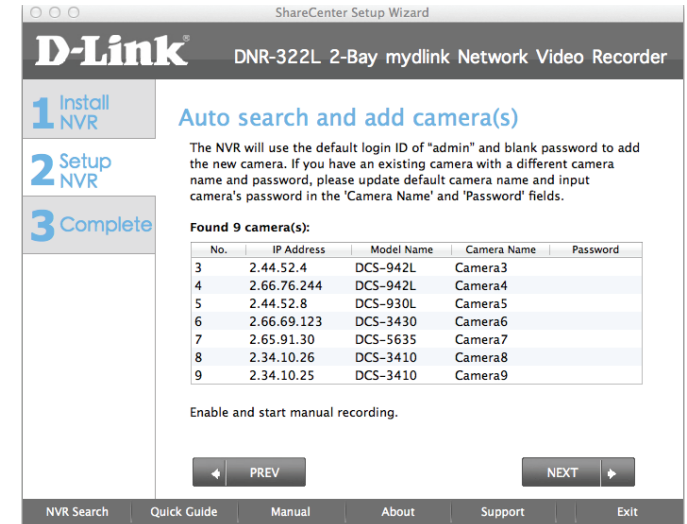 ShareCenter Setup Wizard
D-Link®
DNR-322L 2-Bay mydlink Network Video Recorder
1 Install NVR
2 Setup NVR
3 Complete
Auto search and add camera(s)
The NVR will use the default login ID of "admin" and blank password to add
the new camera. If you have an existing camera with a different camera
name and password, please update default camera name and input
camera's password in the 'Camera Name' and 'Password' fields.
Found 9 camera(s):
No. IP Address Model Name Camera Name Password
3 2.44.52.4 DCS-942L Camera3
4 2.66.76.244 DCS-942L Camera4
5 2.44.52.8 DCS-930L Camera5
6 2.66.69.123 DCS-3430 Camera6
7 2.65.91.30 DCS-5635 Camera7
8 2.34.10.26 DCS-3410 Camera8
9 2.34.10.25 DCS-3410 Camera9
Enable and start manual recording.
PREV NEXT
NVR Search Quick Guide Manual About Support Exit